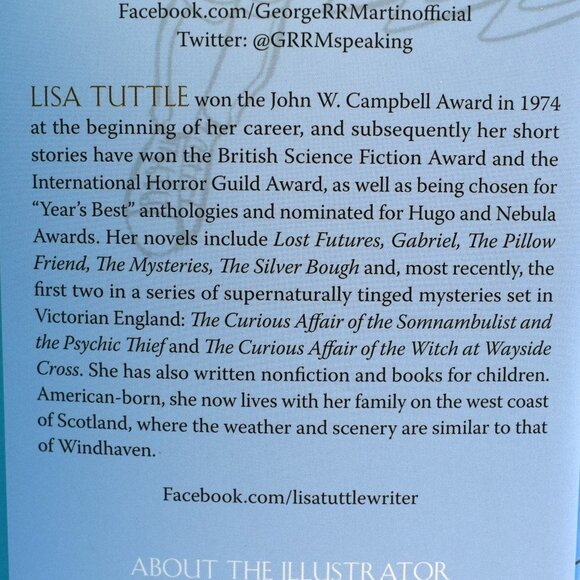 Facebook.com/GeorgeRRMartinofficial
Twitter: @GRRMspeaking
LISA TUTTLE won the John W. Campbell Award in 1974
at the beginning of her career, and subsequently her short
stories have won the British Science Fiction Award and the
International Horror Guild Award, as well as being chosen for
“Year’s Best” anthologies and nominated for Hugo and Nebula
Awards. Her novels include Lost Futures, Gabriel, The Pillow
Friend, The Mysteries, The Silver Bough and, most recently, the
first two in a series of supernaturally tinged mysteries set in
Victorian England: The Curious Affair of the Somnambulist and
the Psychic Thief and The Curious Affair of the Witch at Wayside
Cross. She has also written nonfiction and books for children.
American-born, she now lives with her family on the west coast
of Scotland, where the weather and scenery are similar to that
of Windhaven.
Facebook.com/lisatuttlewriter
ABOUT THE ILLUSTRATOR